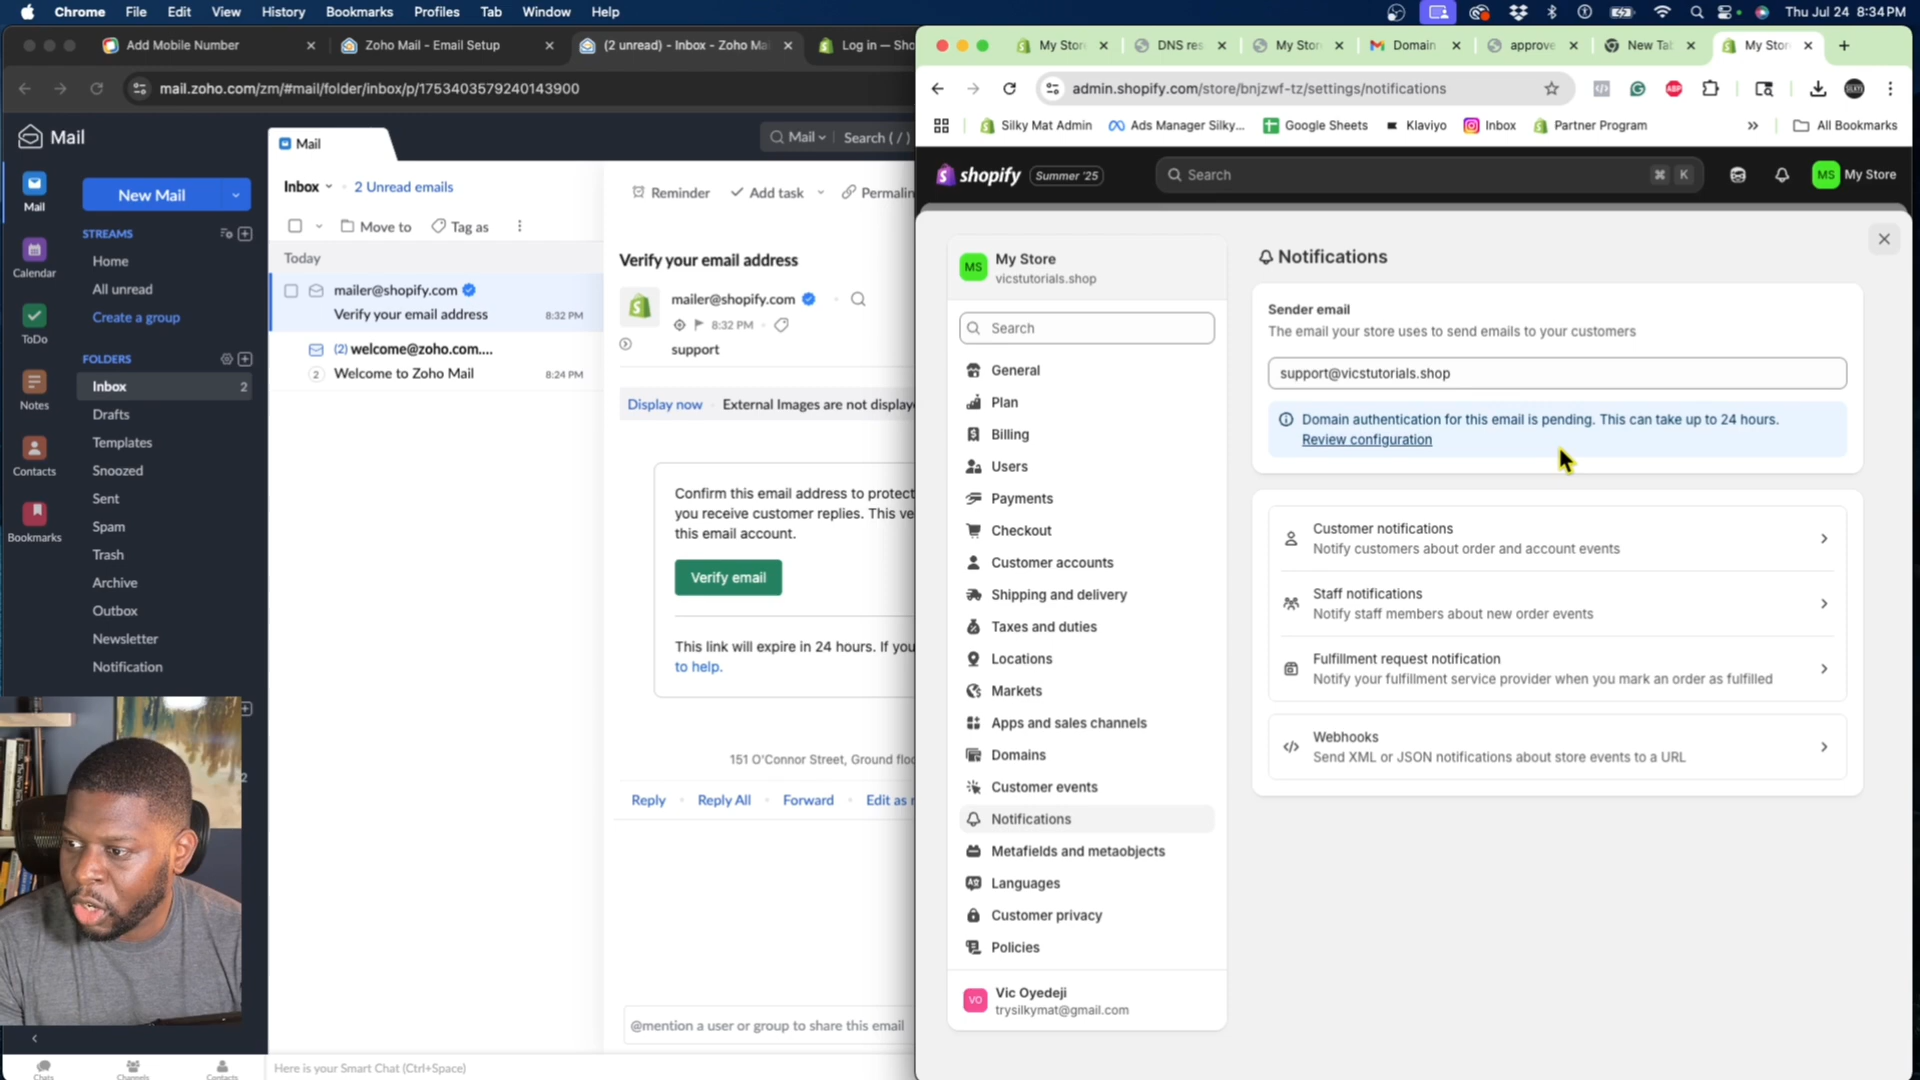 Chrome File Edit View History Bookmarks Profiles Tab Window Help
Thu Jul 24 8:34 PM
Add Mobile Number
Zoho Mail - Email Setup
(2 unread) - Inbox - Zoho Ma
Log in — Sho
mail.zoho.com/zm/#mail/folder/inbox/p/1753403579240143900
Mail
Mail
Calendar
ToDo
Notes
Contacts
Bookmarks
New Mail
STREAMS
Home
All unread
Create a group
FOLDERS
Inbox 2
Drafts
Templates
Snoozed
Sent
Spam
Trash
Archive
Outbox
Newsletter
Notification
2
Chats Channels Contacts
Mail
Mail Search ( / )
Inbox 2 Unread emails
Move to Tag as
Today
mailer@shopify.com
Verify your email address 8:32 PM
(2) welcome@zoho.com....
2 Welcome to Zoho Mail 8:24 PM
Reminder Add task Permalin
Verify your email address
mailer@shopify.com
8:32 PM
support
Display now External Images are not displaye
Confirm this email address to protect
you receive customer replies. This ve
this email account.
Verify email
This link will expire in 24 hours. If you
to help.
151 O'Connor Street, Ground floo
Reply Reply All Forward Edit as n
@mention a user or group to share this email
Here is your Smart Chat (Ctrl+Space)
My Stor
DNS res
My Stor
Domain
approve
New Tab
My Stor
admin.shopify.com/store/bnjzwf-tz/settings/notifications
ABP
SILKY
Silky Mat Admin
Ads Manager Silky...
Google Sheets
Klaviyo
Inbox
Partner Program
All Bookmarks
shopify Summer '25
Search ⌘ K
MS My Store
MS My Store
vicstutorials.shop
Search
General
Plan
Billing
Users
Payments
Checkout
Customer accounts
Shipping and delivery
Taxes and duties
Locations
Markets
Apps and sales channels
Domains
Customer events
Notifications
Metafields and metaobjects
Languages
Customer privacy
Policies
VO Vic Oyedeji
trysilkymat@gmail.com
Notifications
Sender email
The email your store uses to send emails to your customers
support@vicstutorials.shop
Domain authentication for this email is pending. This can take up to 24 hours.
Review configuration
Customer notifications
Notify customers about order and account events
Staff notifications
Notify staff members about new order events
Fulfillment request notification
Notify your fulfillment service provider when you mark an order as fulfilled
Webhooks
Send XML or JSON notifications about store events to a URL